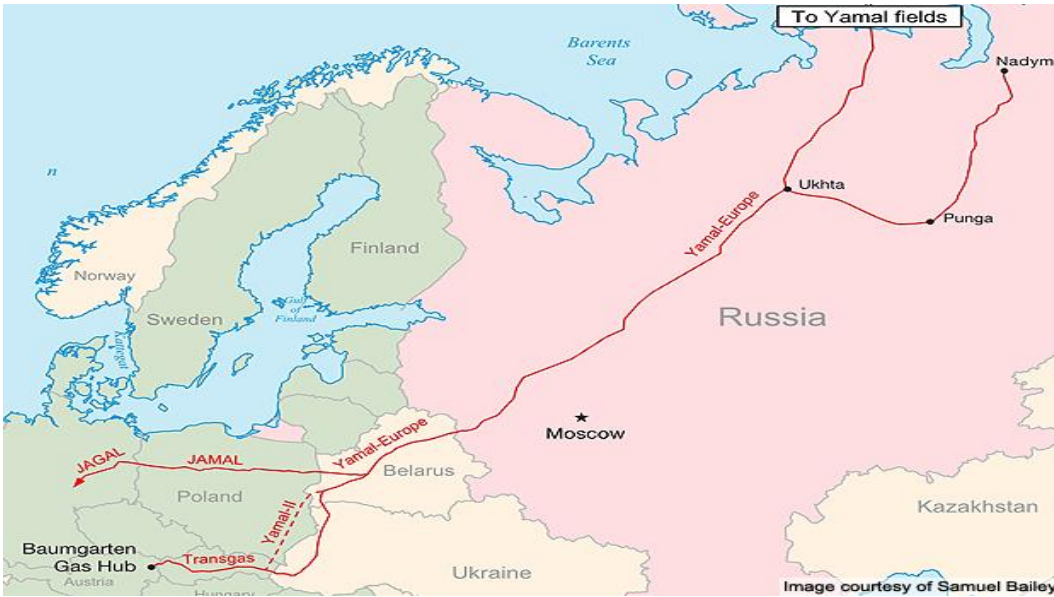 To Yamal fields
Barents
Sea
Nadym
n
Ukhta
Punga
Yamal-Europe
Finland
Norway
Gulf
of
Finland
Sweden
Kattegat
Russia
Moscow
Yamal-Europe
JAGAL
JAMAL
Belarus
Poland
Kazakhstan
Yamal-II
Baumgarten
Gas Hub
Transgas
Austria
Ukraine
Hungary
Image courtesy of Samuel Bailey